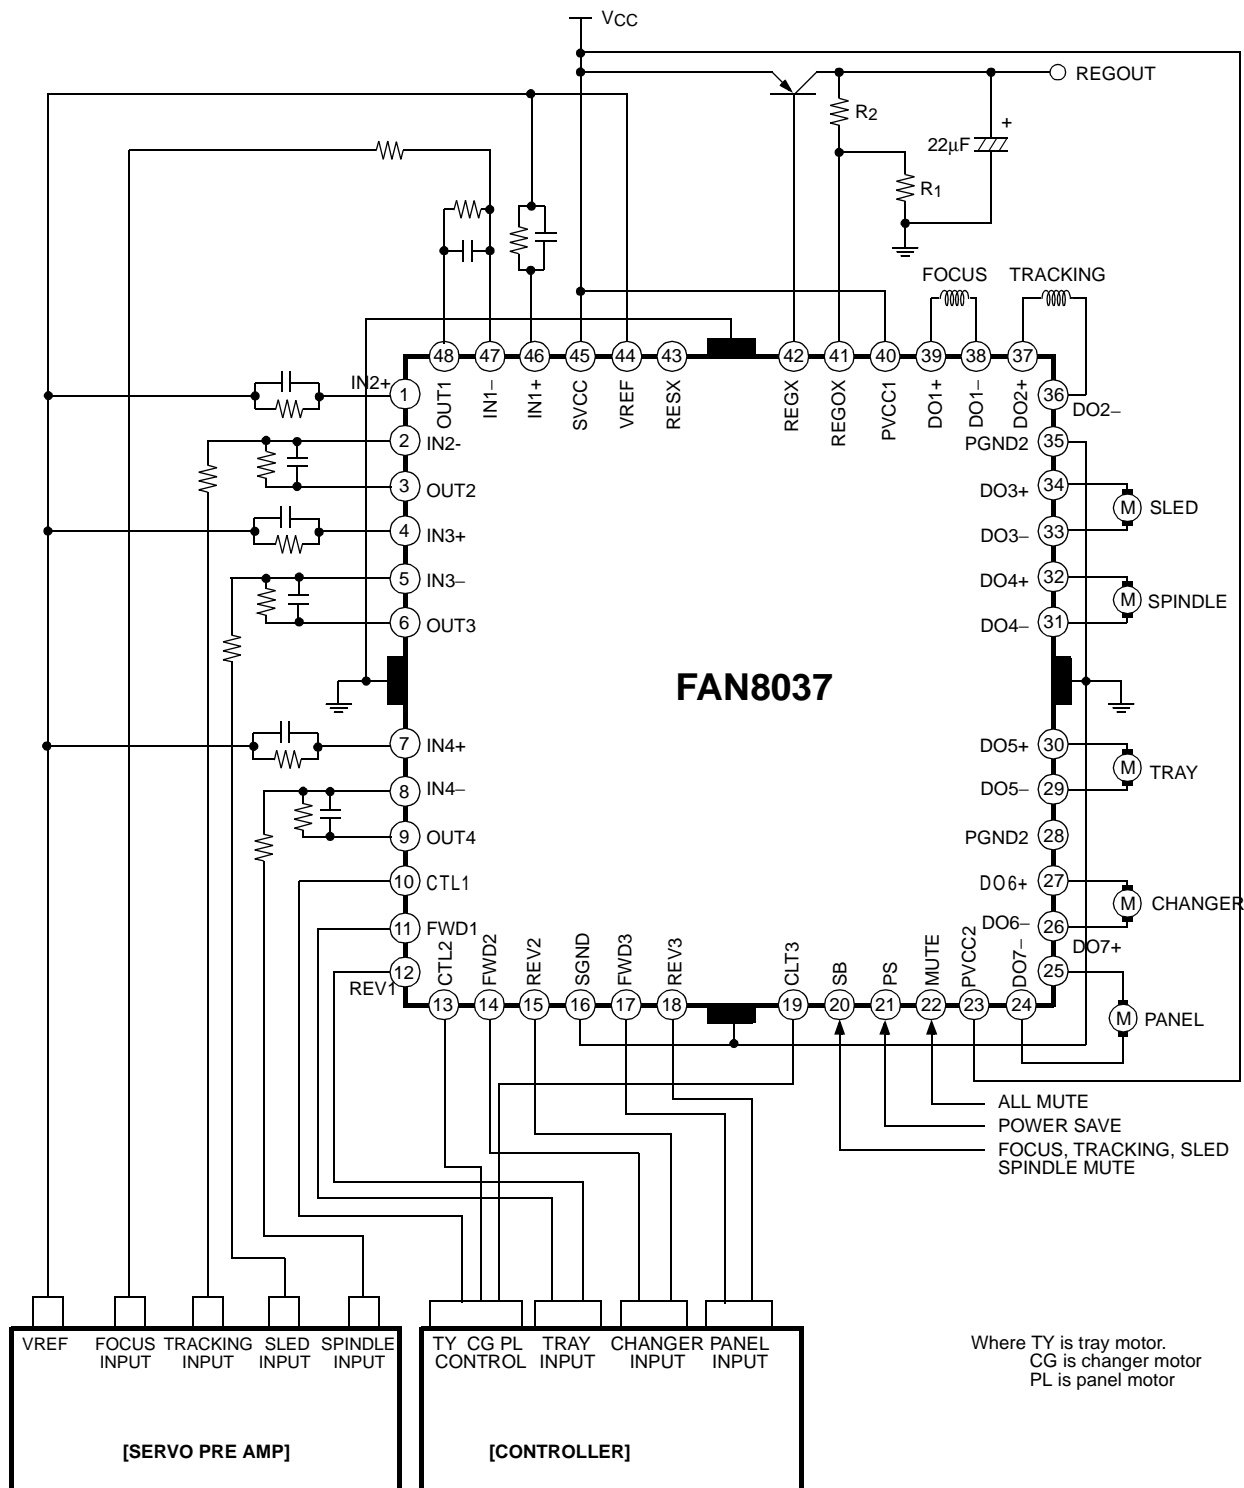 VCC
REGOUT
R2
22µF
+
R1
FOCUS
TRACKING
48
47
46
45
44
43
42
41
40
39
38
37
OUT1
IN1−
IN1+
SVCC
VREF
RESX
REGX
REGOX
PVCC1
DO1+
DO1−
DO2+
1
IN2+
2
IN2-
3
OUT2
4
IN3+
5
IN3−
6
OUT3
7
IN4+
8
IN4−
9
OUT4
10
CTL1
11
FWD1
12
REV1
36
DO2−
PGND2
35
DO3+
34
M
SLED
DO3−
33
DO4+
32
M
SPINDLE
DO4−
31
FAN8037
DO5+
30
M
TRAY
DO5−
29
PGND2
28
DO6+
27
M
CHANGER
DO6−
26
DO7+
25
M
PANEL
CTL2
FWD2
REV2
SGND
FWD3
REV3
CLT3
SB
PS
MUTE
PVCC2
DO7−
13
14
15
16
17
18
19
20
21
22
23
24
ALL MUTE
POWER SAVE
FOCUS, TRACKING, SLED
SPINDLE MUTE
VREF
FOCUS
INPUT
TRACKING
INPUT
SLED
INPUT
SPINDLE
INPUT
[SERVO PRE AMP]
TY CG PL
CONTROL
TRAY
INPUT
CHANGER
INPUT
PANEL
INPUT
[CONTROLLER]
Where TY is tray motor.
CG is changer motor
PL is panel motor